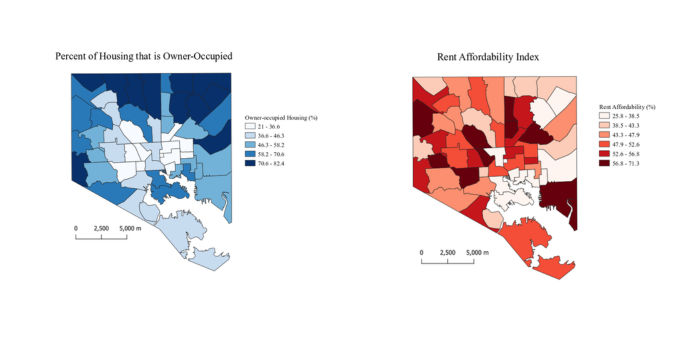 Percent of Housing that is Owner-Occupied
Owner-occupied Housing (%)
21 - 36.6
36.6 - 46.3
46.3 - 58.2
58.2 - 70.6
70.6 - 82.4
0 2,500 5,000 m
Rent Affordability Index
Rent Affordability (%)
25.8 - 38.5
38.5 - 43.3
43.3 - 47.9
47.9 - 52.6
52.6 - 56.8
56.8 - 71.3
0 2,500 5,000 m